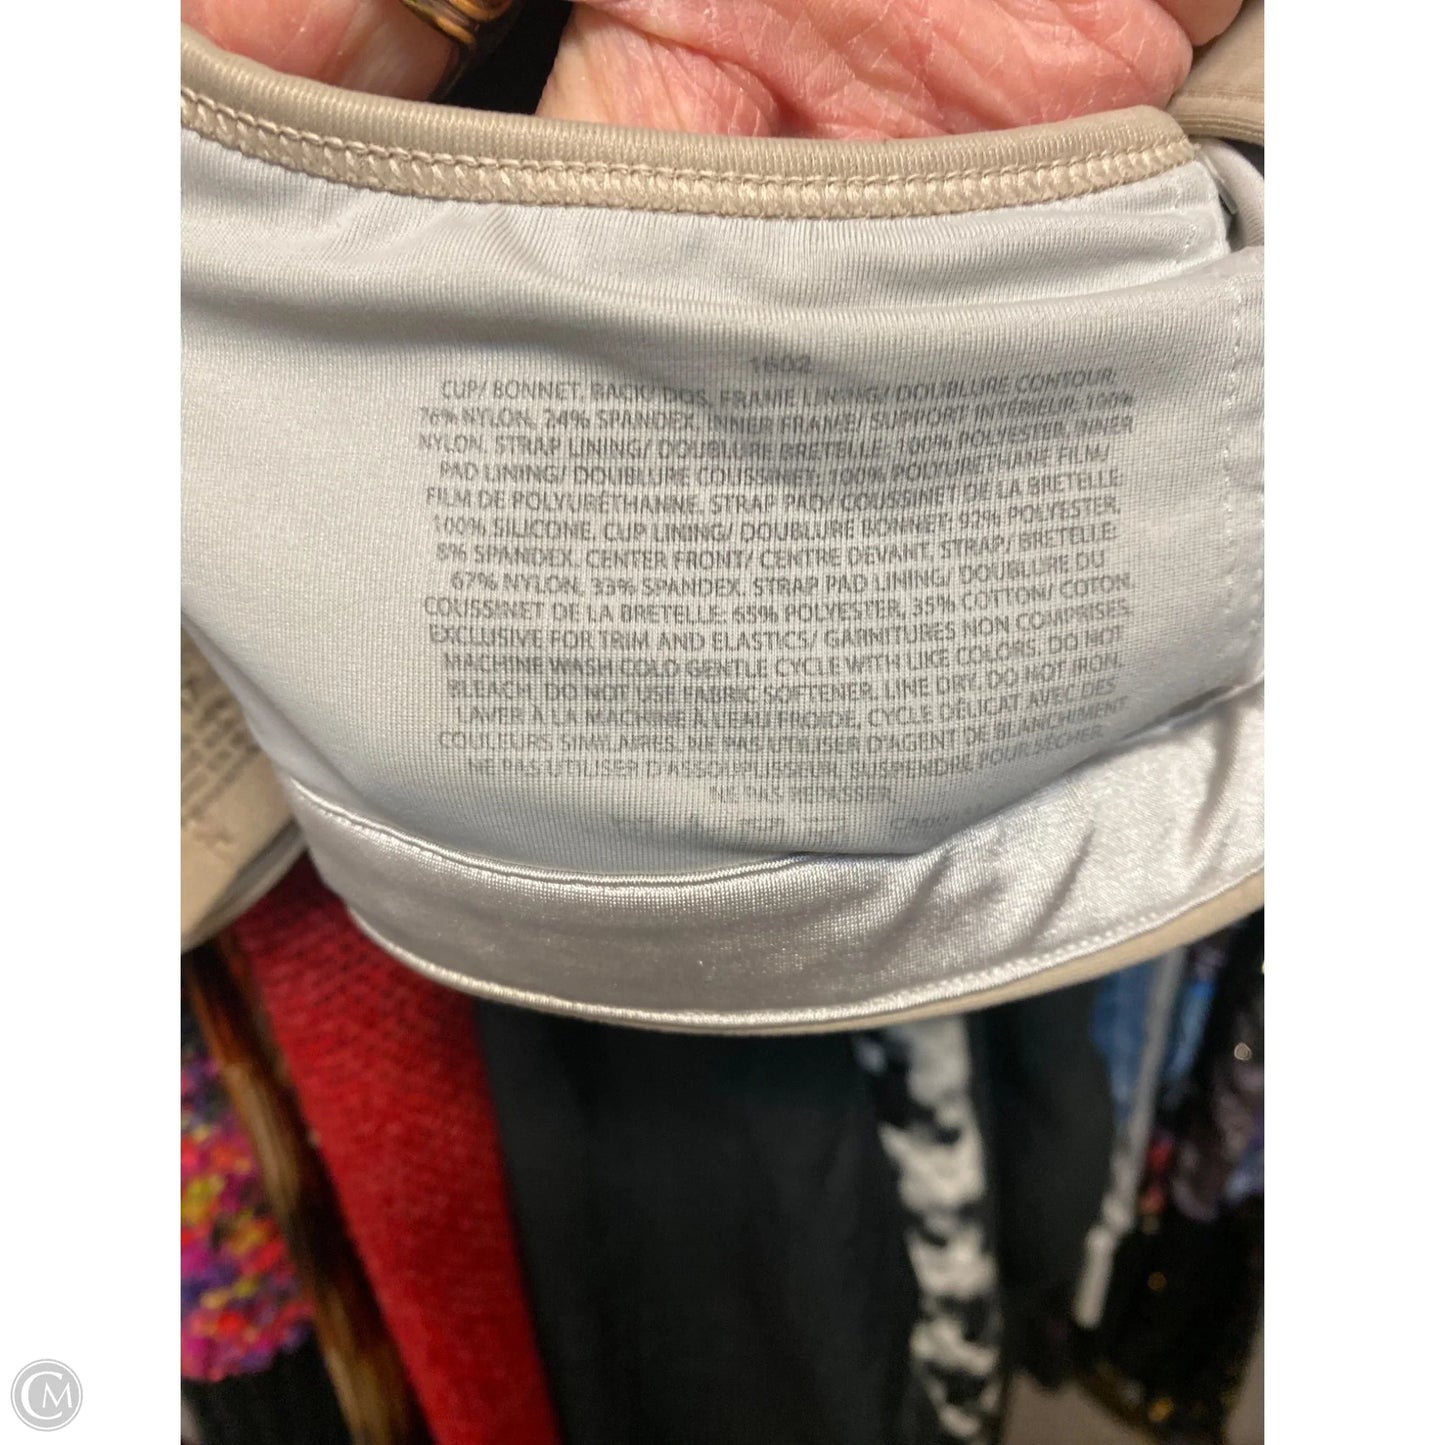 1602
CUP/ BONNET, BACK/ DOS, FRAME LINING/ DOUBLURE CONTOUR:
76% NYLON, 24% SPANDEX, INNER FRAME/ SUPPORT INTÉRIEUR: 100%
NYLON, STRAP LINING/ DOUBLURE BRETELLE: 100% POLYESTER, INNER
PAD LINING/ DOUBLURE COUSSINET: 100% POLYURETHANE FILM/
FILM DE POLYURÉTHANNE, STRAP PAD/ COUSSINET DE LA BRETELLE:
100% SILICONE, CUP LINING/ DOUBLURE BONNET: 92% POLYESTER,
8% SPANDEX, CENTER FRONT/ CENTRE DEVANT, STRAP/ BRETELLE:
67% NYLON, 33% SPANDEX, STRAP PAD LINING/ DOUBLURE DU
COUSSINET DE LA BRETELLE: 65% POLYESTER, 35% COTTON/ COTON.
EXCLUSIVE FOR TRIM AND ELASTICS/ GARNITURES NON COMPRISES.
MACHINE WASH COLD GENTLE CYCLE WITH LIKE COLORS. DO NOT
BLEACH. DO NOT USE FABRIC SOFTENER. LINE DRY. DO NOT IRON.
LAVER À LA MACHINE À L'EAU FROIDE, CYCLE DÉLICAT AVEC DES
COULEURS SIMILAIRES. NE PAS UTILISER D'AGENT DE BLANCHIMENT.
NE PAS UTILISER D'ASSOUPLISSEUR. SUSPENDRE POUR SÉCHER.
NE PAS REPASSER.
CM